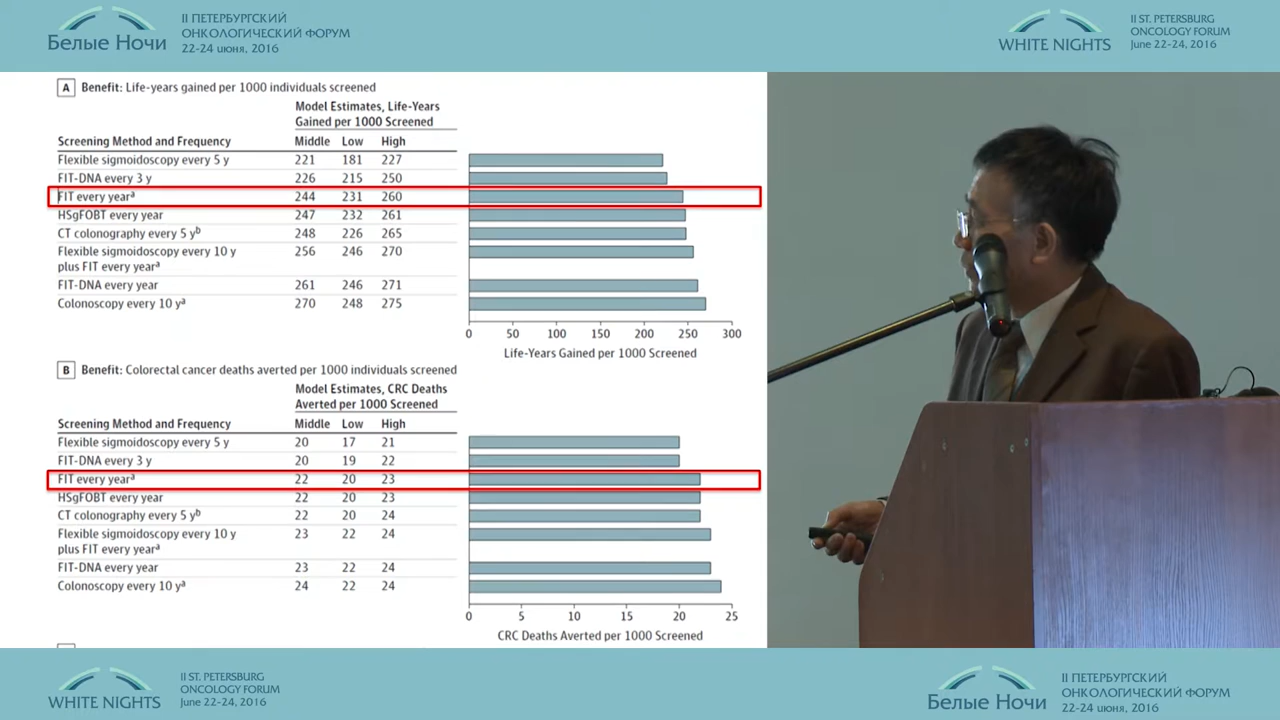 II ПЕТЕРБУРГСКИЙ
ОНКОЛОГИЧЕСКИЙ ФОРУМ
Белые Ночи
22-24 июня, 2016
II ST. PETERSBURG
ONCOLOGY FORUM
WHITE NIGHTS
June 22-24, 2016
A Benefit: Life-years gained per 1000 individuals screened
Model Estimates, Life-Years
Gained per 1000 Screened
Screening Method and Frequency Middle Low High
Flexible sigmoidoscopy every 5 y 221 181 227
FIT-DNA every 3 y 226 215 250
FIT every yearª 244 231 260
HSgFOBT every year 247 232 261
CT colonography every 5 yᵇ 248 226 265
Flexible sigmoidoscopy every 10 y 256 246 270
plus FIT every yearª
FIT-DNA every year 261 246 271
Colonoscopy every 10 yª 270 248 275
0 50 100 150 200 250 300
Life-Years Gained per 1000 Screened
B Benefit: Colorectal cancer deaths averted per 1000 individuals screened
Model Estimates, CRC Deaths
Averted per 1000 Screened
Screening Method and Frequency Middle Low High
Flexible sigmoidoscopy every 5 y 20 17 21
FIT-DNA every 3 y 20 19 22
FIT every yearª 22 20 23
HSgFOBT every year 22 20 23
CT colonography every 5 yᵇ 22 20 24
Flexible sigmoidoscopy every 10 y 23 22 24
plus FIT every yearª
FIT-DNA every year 23 22 24
Colonoscopy every 10 yª 24 22 24
0 5 10 15 20 25
CRC Deaths Averted per 1000 Screened
II ST. PETERSBURG
ONCOLOGY FORUM
WHITE NIGHTS
June 22-24, 2016
II ПЕТЕРБУРГСКИЙ
ОНКОЛОГИЧЕСКИЙ ФОРУМ
Белые Ночи
22-24 июня, 2016